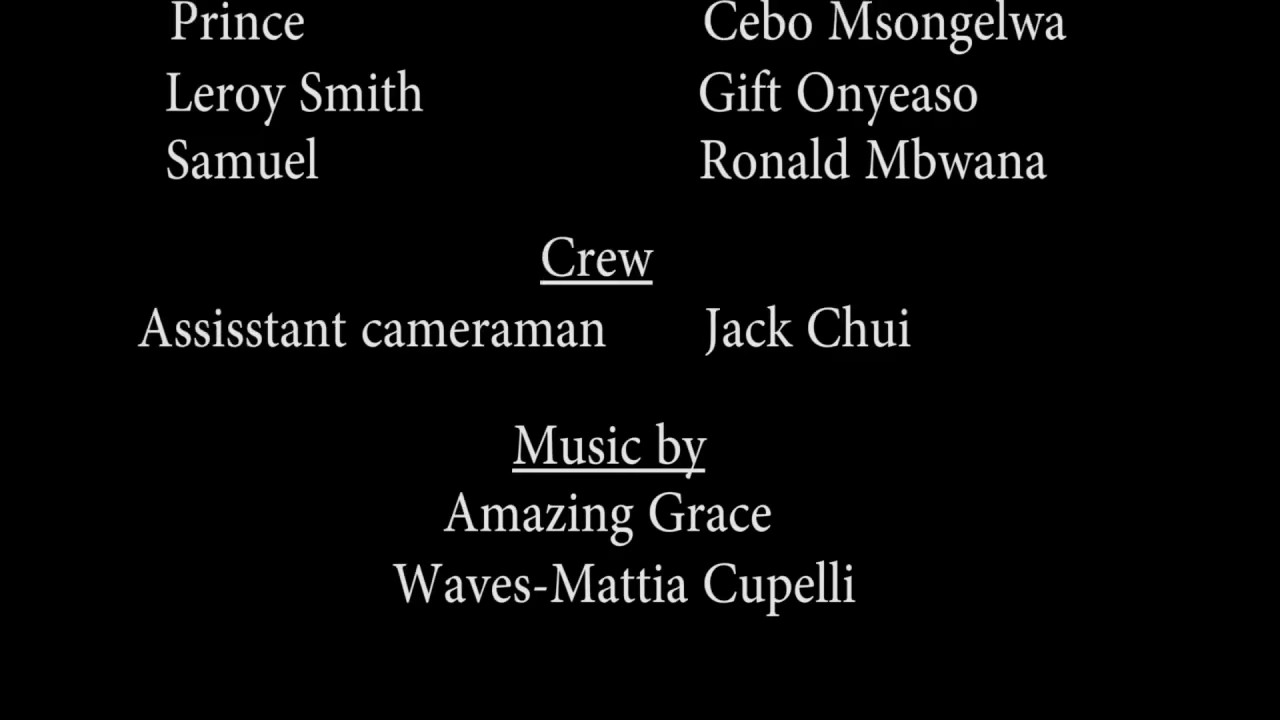 Prince Cebo Msongelwa
Leroy Smith Gift Onyeaso
Samuel Ronald Mbwana
Crew
Assisstant cameraman Jack Chui
Music by
Amazing Grace
Waves-Mattia Cupelli